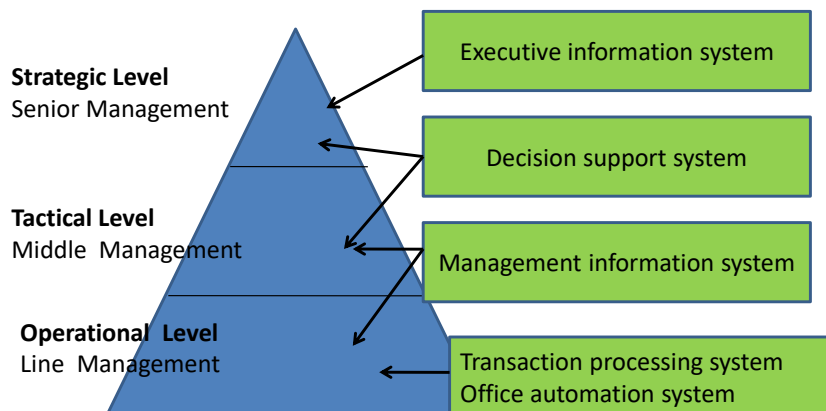 Executive information system
Strategic Level
Senior Management
Decision support system
Tactical Level
Middle Management
Management information system
Operational Level
Line Management
Transaction processing system
Office automation system